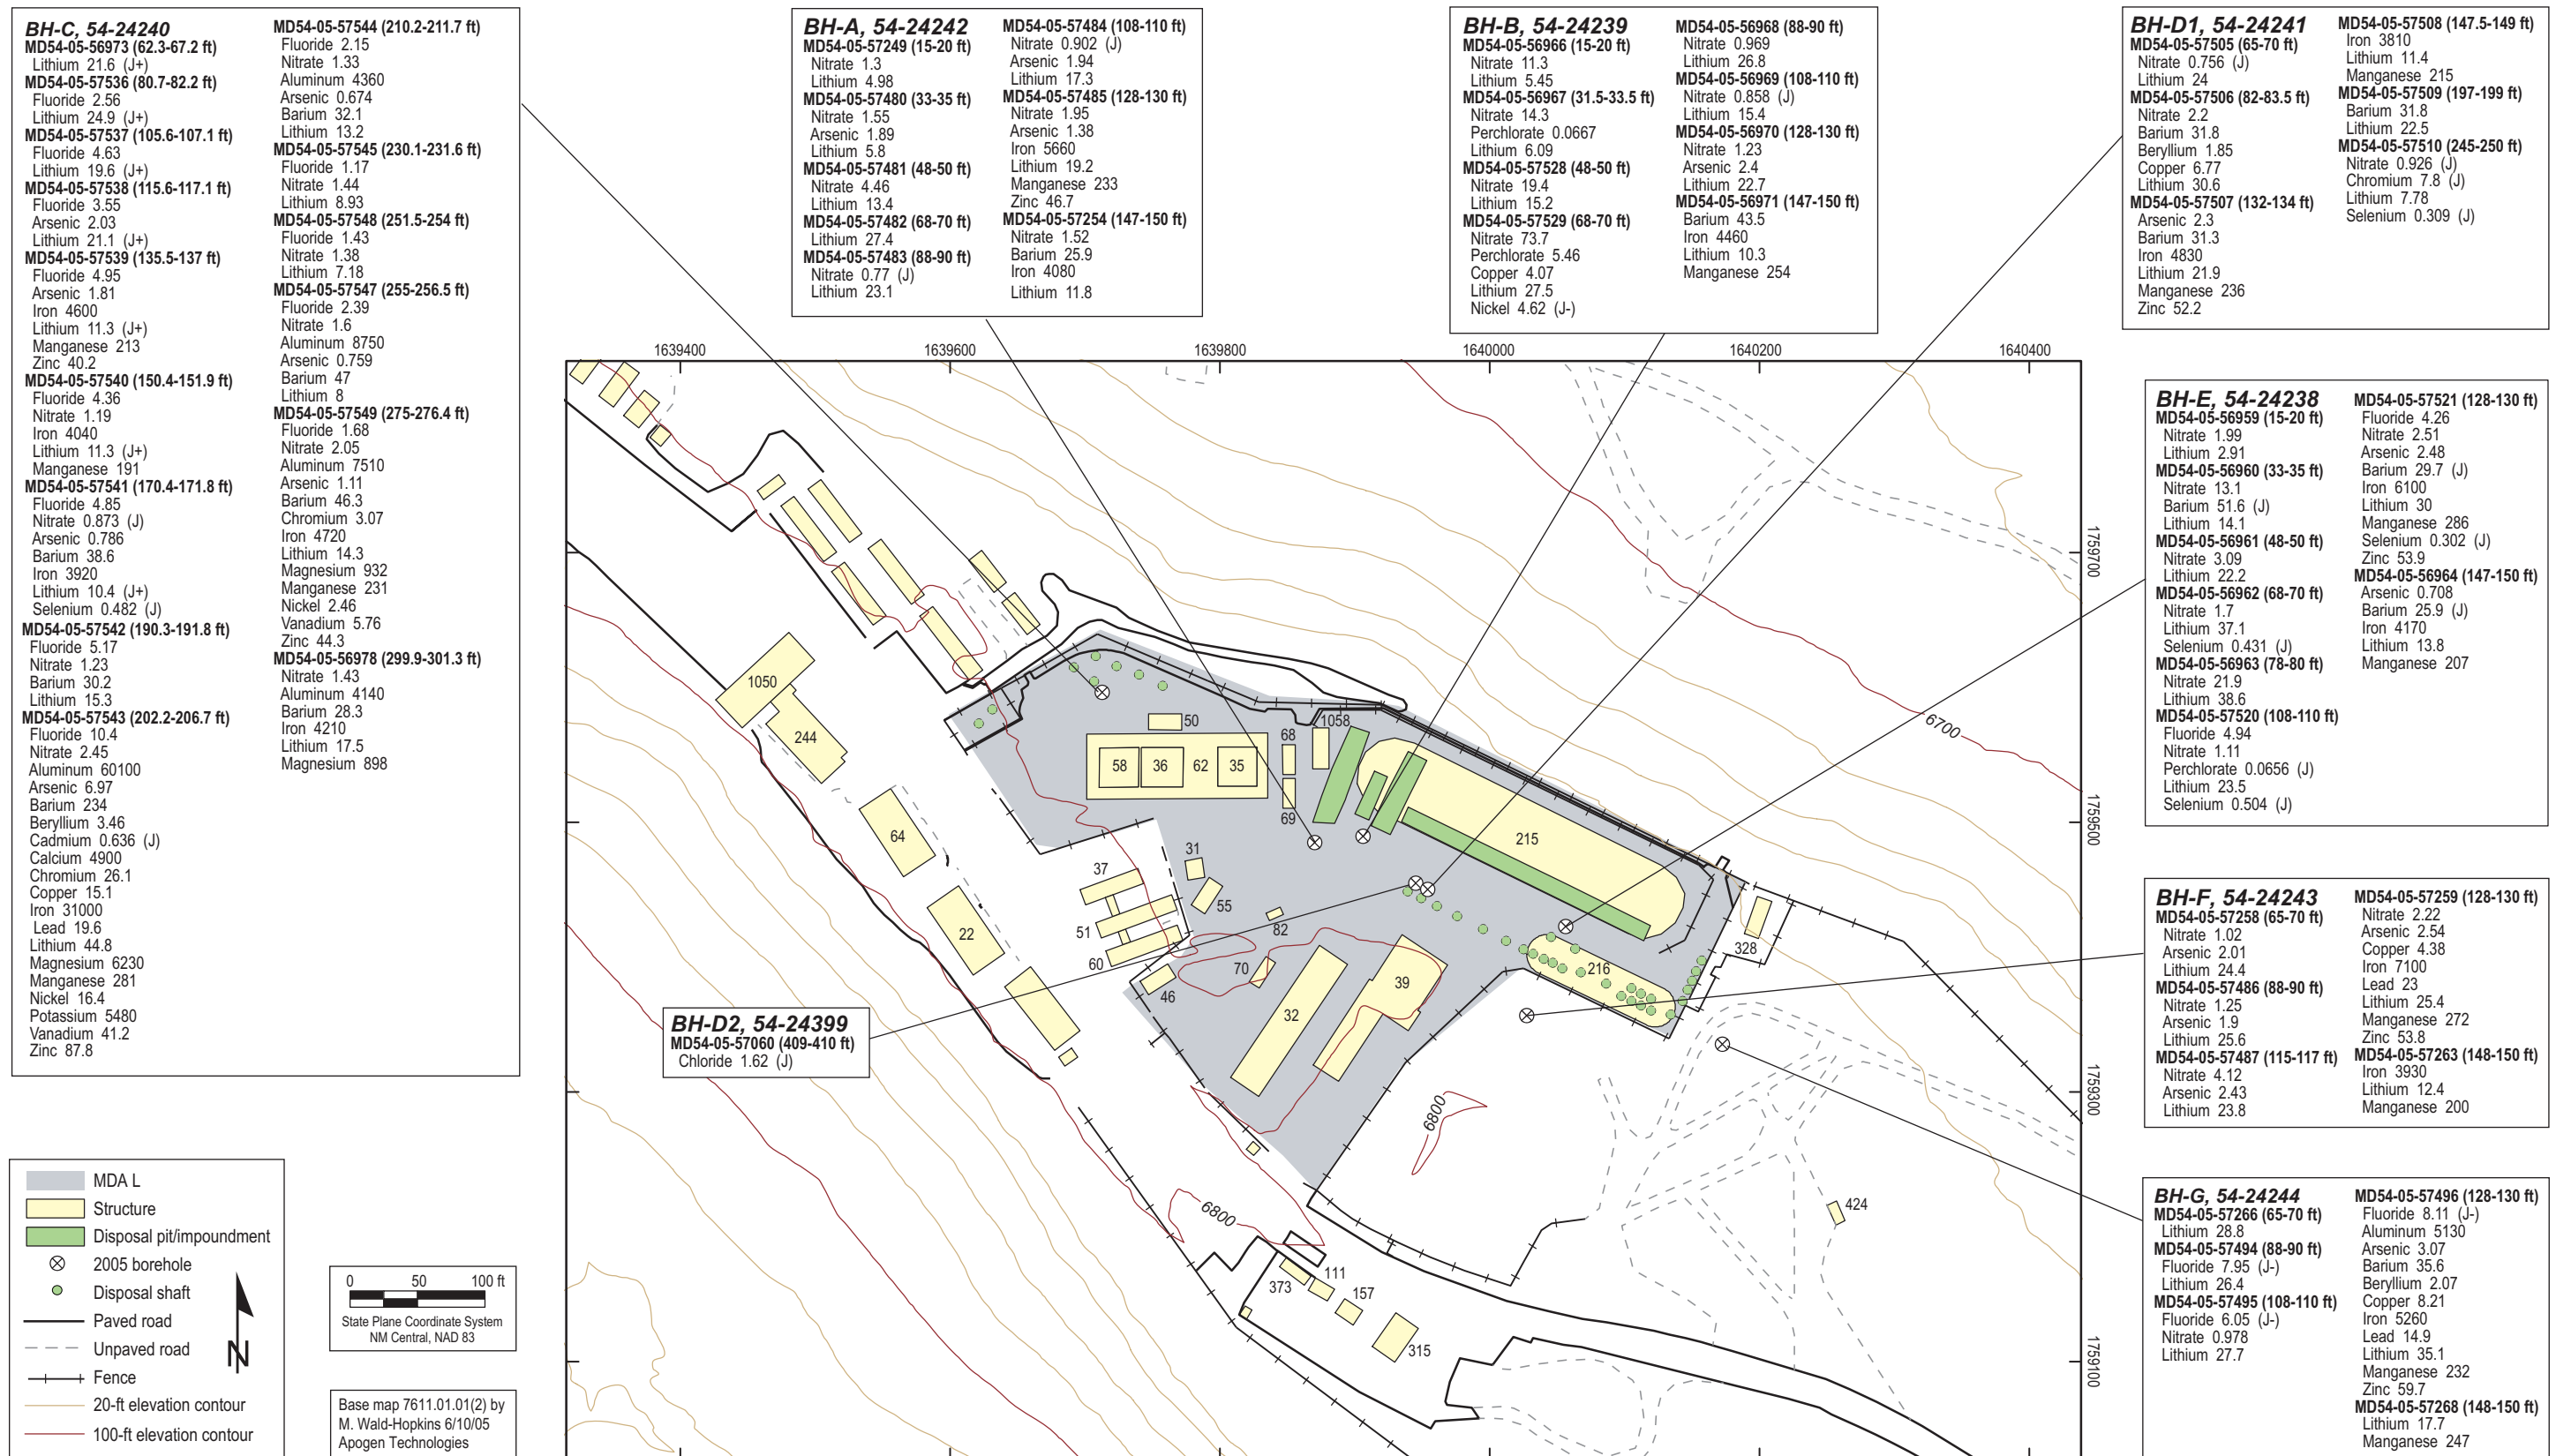 BH-C, 54-24240
MD54-05-56973 (62.3-67.2 ft)
Lithium 21.6 (J+)
MD54-05-57536 (80.7-82.2 ft)
Fluoride 2.56
Lithium 24.9 (J+)
MD54-05-57537 (105.6-107.1 ft)
Fluoride 4.63
Lithium 19.6 (J+)
MD54-05-57538 (115.6-117.1 ft)
Fluoride 3.55
Arsenic 2.03
Lithium 21.1 (J+)
MD54-05-57539 (135.5-137 ft)
Fluoride 4.95
Arsenic 1.81
Iron 4600
Lithium 11.3 (J+)
Manganese 213
Zinc 40.2
MD54-05-57540 (150.4-151.9 ft)
Fluoride 4.36
Nitrate 1.19
Iron 4040
Lithium 11.3 (J+)
Manganese 191
MD54-05-57541 (170.4-171.8 ft)
Fluoride 4.85
Nitrate 0.873 (J)
Arsenic 0.786
Barium 38.6
Iron 3920
Lithium 10.4 (J+)
Selenium 0.482 (J)
MD54-05-57542 (190.3-191.8 ft)
Fluoride 5.17
Nitrate 1.23
Barium 30.2
Lithium 15.3
MD54-05-57543 (202.2-206.7 ft)
Fluoride 10.4
Nitrate 2.45
Aluminum 60100
Arsenic 6.97
Barium 234
Beryllium 3.46
Cadmium 0.636 (J)
Calcium 4900
Chromium 26.1
Copper 15.1
Iron 31000
Lead 19.6
Lithium 44.8
Magnesium 6230
Manganese 281
Nickel 16.4
Potassium 5480
Vanadium 41.2
Zinc 87.8
MD54-05-57544 (210.2-211.7 ft)
Fluoride 2.15
Nitrate 1.33
Aluminum 4360
Arsenic 0.674
Barium 32.1
Lithium 13.2
MD54-05-57545 (230.1-231.6 ft)
Fluoride 1.17
Nitrate 1.44
Lithium 8.93
MD54-05-57548 (251.5-254 ft)
Fluoride 1.43
Nitrate 1.38
Lithium 7.18
MD54-05-57547 (255-256.5 ft)
Fluoride 2.39
Nitrate 1.6
Aluminum 8750
Arsenic 0.759
Barium 47
Lithium 8
MD54-05-57549 (275-276.4 ft)
Fluoride 1.68
Nitrate 2.05
Aluminum 7510
Arsenic 1.11
Barium 46.3
Chromium 3.07
Iron 4720
Lithium 14.3
Magnesium 932
Manganese 231
Nickel 2.46
Vanadium 5.76
Zinc 44.3
MD54-05-56978 (299.9-301.3 ft)
Nitrate 1.43
Aluminum 4140
Barium 28.3
Iron 4210
Lithium 17.5
Magnesium 898
BH-A, 54-24242
MD54-05-57249 (15-20 ft)
Nitrate 1.3
Lithium 4.98
MD54-05-57480 (33-35 ft)
Nitrate 1.55
Arsenic 1.89
Lithium 5.8
MD54-05-57481 (48-50 ft)
Nitrate 4.46
Lithium 13.4
MD54-05-57482 (68-70 ft)
Lithium 27.4
MD54-05-57483 (88-90 ft)
Nitrate 0.77 (J)
Lithium 23.1
MD54-05-57484 (108-110 ft)
Nitrate 0.902 (J)
Arsenic 1.94
Lithium 17.3
MD54-05-57485 (128-130 ft)
Nitrate 1.95
Arsenic 1.38
Iron 5660
Lithium 19.2
Manganese 233
Zinc 46.7
MD54-05-57254 (147-150 ft)
Nitrate 1.52
Barium 25.9
Iron 4080
Lithium 11.8
BH-B, 54-24239
MD54-05-56966 (15-20 ft)
Nitrate 11.3
Lithium 5.45
MD54-05-56967 (31.5-33.5 ft)
Nitrate 14.3
Perchlorate 0.0667
Lithium 6.09
MD54-05-57528 (48-50 ft)
Nitrate 19.4
Lithium 15.2
MD54-05-57529 (68-70 ft)
Nitrate 73.7
Perchlorate 5.46
Copper 4.07
Lithium 27.5
Nickel 4.62 (J-)
MD54-05-56968 (88-90 ft)
Nitrate 0.969
Lithium 26.8
MD54-05-56969 (108-110 ft)
Nitrate 0.858 (J)
Lithium 15.4
MD54-05-56970 (128-130 ft)
Nitrate 1.23
Arsenic 2.4
Lithium 22.7
MD54-05-56971 (147-150 ft)
Barium 43.5
Iron 4460
Lithium 10.3
Manganese 254
BH-D1, 54-24241
MD54-05-57505 (65-70 ft)
Nitrate 0.756 (J)
Lithium 24
MD54-05-57506 (82-83.5 ft)
Nitrate 2.2
Barium 31.8
Beryllium 1.85
Copper 6.77
Lithium 30.6
MD54-05-57507 (132-134 ft)
Arsenic 2.3
Barium 31.3
Iron 4830
Lithium 21.9
Manganese 236
Zinc 52.2
MD54-05-57508 (147.5-149 ft)
Iron 3810
Lithium 11.4
Manganese 215
MD54-05-57509 (197-199 ft)
Barium 31.8
Lithium 22.5
MD54-05-57510 (245-250 ft)
Nitrate 0.926 (J)
Chromium 7.8 (J)
Lithium 7.78
Selenium 0.309 (J)
BH-E, 54-24238
MD54-05-56959 (15-20 ft)
Nitrate 1.99
Lithium 2.91
MD54-05-56960 (33-35 ft)
Nitrate 13.1
Barium 51.6 (J)
Lithium 14.1
MD54-05-56961 (48-50 ft)
Nitrate 3.09
Lithium 22.2
MD54-05-56962 (68-70 ft)
Nitrate 1.7
Lithium 37.1
Selenium 0.431 (J)
MD54-05-56963 (78-80 ft)
Nitrate 21.9
Lithium 38.6
MD54-05-57520 (108-110 ft)
Fluoride 4.94
Nitrate 1.11
Perchlorate 0.0656 (J)
Lithium 23.5
Selenium 0.504 (J)
MD54-05-57521 (128-130 ft)
Fluoride 4.26
Nitrate 2.51
Arsenic 2.48
Barium 29.7 (J)
Iron 6100
Lithium 30
Manganese 286
Selenium 0.302 (J)
Zinc 53.9
MD54-05-56964 (147-150 ft)
Arsenic 0.708
Barium 25.9 (J)
Iron 4170
Lithium 13.8
Manganese 207
BH-F, 54-24243
MD54-05-57258 (65-70 ft)
Nitrate 1.02
Arsenic 2.01
Lithium 24.4
MD54-05-57486 (88-90 ft)
Nitrate 1.25
Arsenic 1.9
Lithium 25.6
MD54-05-57487 (115-117 ft)
Nitrate 4.12
Arsenic 2.43
Lithium 23.8
MD54-05-57259 (128-130 ft)
Nitrate 2.22
Arsenic 2.54
Copper 4.38
Iron 7100
Lead 23
Lithium 25.4
Manganese 272
Zinc 53.8
MD54-05-57263 (148-150 ft)
Iron 3930
Lithium 12.4
Manganese 200
BH-G, 54-24244
MD54-05-57266 (65-70 ft)
Lithium 28.8
MD54-05-57494 (88-90 ft)
Fluoride 7.95 (J-)
Lithium 26.4
MD54-05-57495 (108-110 ft)
Fluoride 6.05 (J-)
Nitrate 0.978
Lithium 27.7
MD54-05-57496 (128-130 ft)
Fluoride 8.11 (J-)
Aluminum 5130
Arsenic 3.07
Barium 35.6
Beryllium 2.07
Copper 8.21
Iron 5260
Lead 14.9
Lithium 35.1
Manganese 232
Zinc 59.7
MD54-05-57268 (148-150 ft)
Lithium 17.7
Manganese 247
BH-D2, 54-24399
MD54-05-57060 (409-410 ft)
Chloride 1.62 (J)
1639400
1639600
1639800
1640000
1640200
1640400
1759700
1759500
1759300
1759100
6700
6800
6800
1050
244
64
22
50
58
36
62
35
68
69
1058
215
37
31
55
51
60
82
46
70
39
32
216
328
424
373
111
157
315
MDA L
Structure
Disposal pit/impoundment
2005 borehole
Disposal shaft
Paved road
Unpaved road
Fence
20-ft elevation contour
100-ft elevation contour
N
0 50 100 ft
State Plane Coordinate System
NM Central, NAD 83
Base map 7611.01.01(2) by
M. Wald-Hopkins 6/10/05
Apogen Technologies